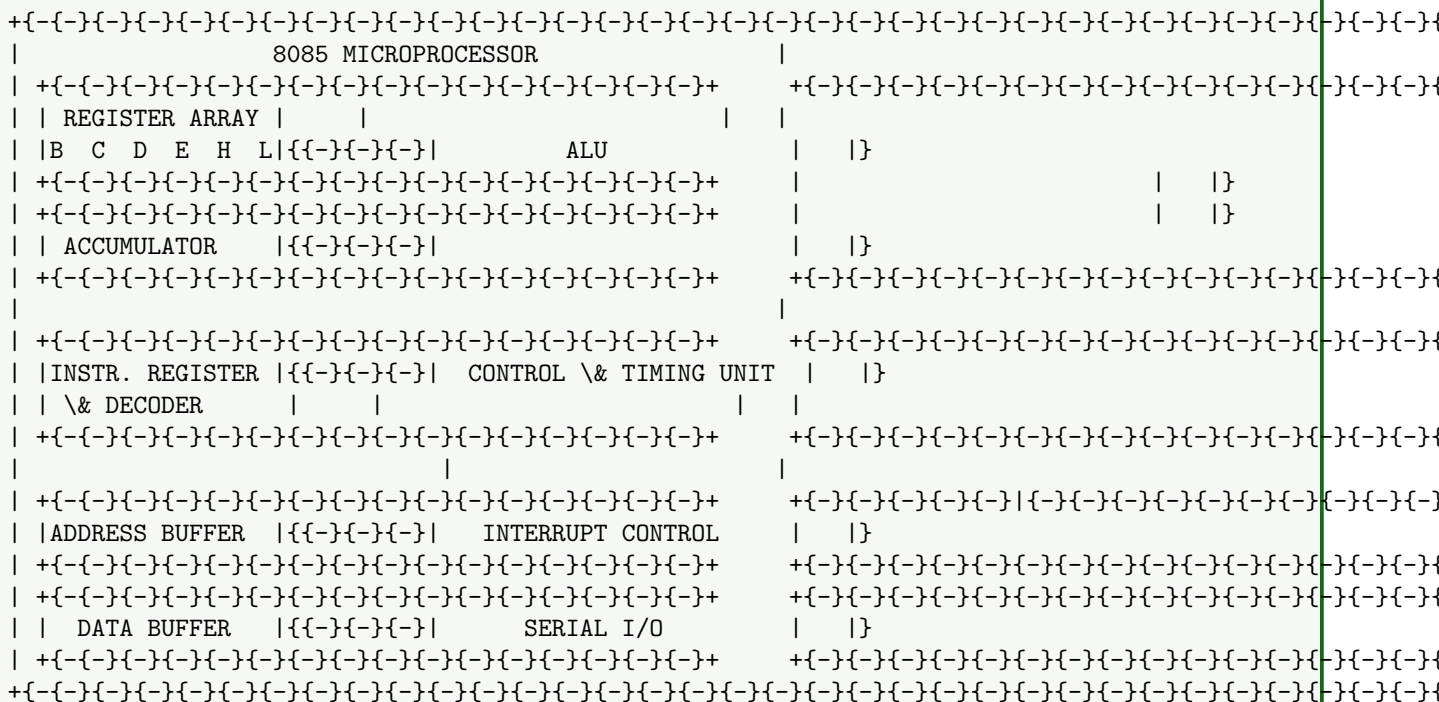 +{-{-}{-}{-}{-}{-}{-}{-}{-}{-}{-}{-}{-}{-}{-}{-}{-}{-}{-}{-}{-}{-}{-}{-}{-}{-}{-}{-}{-}{-}{-}{-}{-}{-}{
| 8085 MICROPROCESSOR |
| +{-{-}{-}{-}{-}{-}{-}{-}{-}{-}{-}{-}{-}{-}{-}{-}+ +{-}{-}{-}{-}{-}{-}{-}{-}{-}{-}{-}{-}{-}{-}{-}{
| | REGISTER ARRAY | | | |
| |B C D E H L|{{-}{-}{-}| ALU | |}
| +{-{-}{-}{-}{-}{-}{-}{-}{-}{-}{-}{-}{-}{-}{-}{-}+ | | |}
| +{-{-}{-}{-}{-}{-}{-}{-}{-}{-}{-}{-}{-}{-}{-}{-}+ | | |}
| | ACCUMULATOR |{{-}{-}{-}| | |}
| +{-{-}{-}{-}{-}{-}{-}{-}{-}{-}{-}{-}{-}{-}{-}{-}+ +{-}{-}{-}{-}{-}{-}{-}{-}{-}{-}{-}{-}{-}{-}{-}{
| |
| +{-{-}{-}{-}{-}{-}{-}{-}{-}{-}{-}{-}{-}{-}{-}{-}+ +{-}{-}{-}{-}{-}{-}{-}{-}{-}{-}{-}{-}{-}{-}{-}{
| |INSTR. REGISTER |{{-}{-}{-}| CONTROL \& TIMING UNIT | |}
| | \& DECODER | | | |
| +{-{-}{-}{-}{-}{-}{-}{-}{-}{-}{-}{-}{-}{-}{-}{-}+ +{-}{-}{-}{-}{-}{-}{-}{-}{-}{-}{-}{-}{-}{-}{-}{
| | |
| +{-{-}{-}{-}{-}{-}{-}{-}{-}{-}{-}{-}{-}{-}{-}{-}+ +{-}{-}{-}{-}{-}|{-}{-}{-}{-}{-}{-}{-}{-}{-}{-}
| |ADDRESS BUFFER |{{-}{-}{-}| INTERRUPT CONTROL | |}
| +{-{-}{-}{-}{-}{-}{-}{-}{-}{-}{-}{-}{-}{-}{-}{-}+ +{-}{-}{-}{-}{-}{-}{-}{-}{-}{-}{-}{-}{-}{-}{-}{
| +{-{-}{-}{-}{-}{-}{-}{-}{-}{-}{-}{-}{-}{-}{-}{-}+ +{-}{-}{-}{-}{-}{-}{-}{-}{-}{-}{-}{-}{-}{-}{-}{
| | DATA BUFFER |{{-}{-}{-}| SERIAL I/O | |}
| +{-{-}{-}{-}{-}{-}{-}{-}{-}{-}{-}{-}{-}{-}{-}{-}+ +{-}{-}{-}{-}{-}{-}{-}{-}{-}{-}{-}{-}{-}{-}{-}{
+{-{-}{-}{-}{-}{-}{-}{-}{-}{-}{-}{-}{-}{-}{-}{-}{-}{-}{-}{-}{-}{-}{-}{-}{-}{-}{-}{-}{-}{-}{-}{-}{-}{-}{